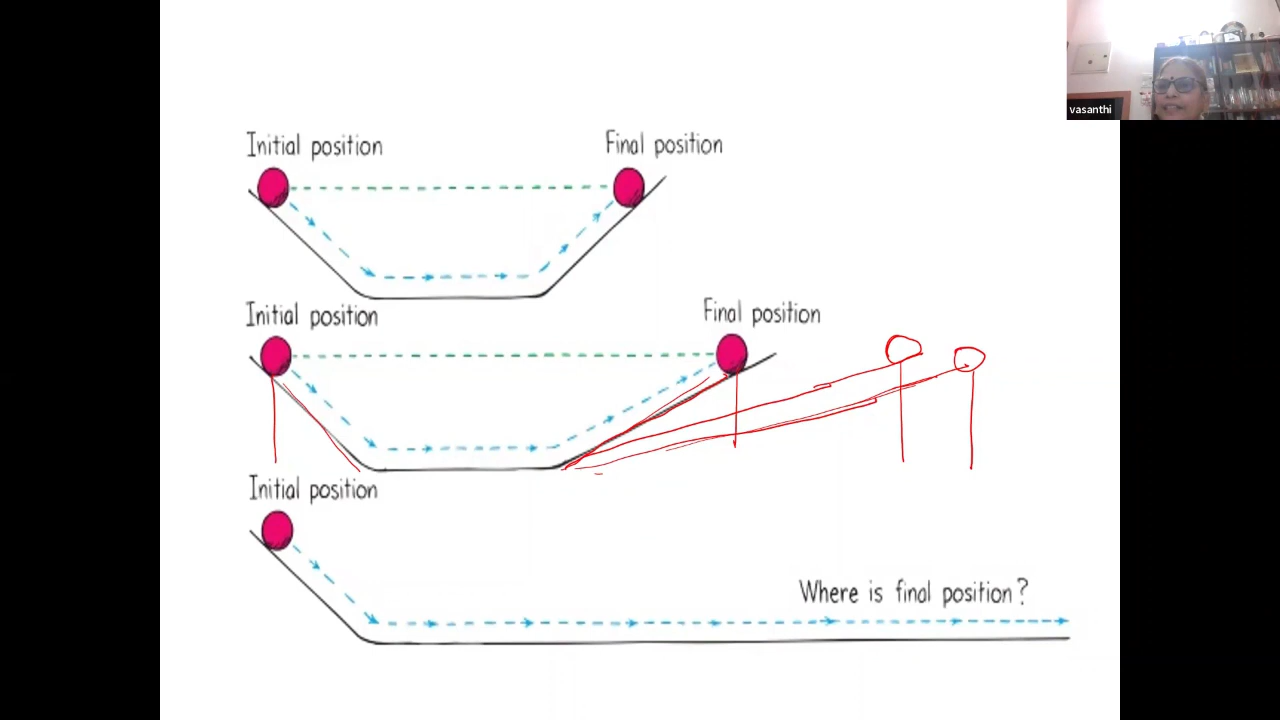 vasanthi
Initial position
Final position
Initial position
Final position
Initial position
Where is final position?